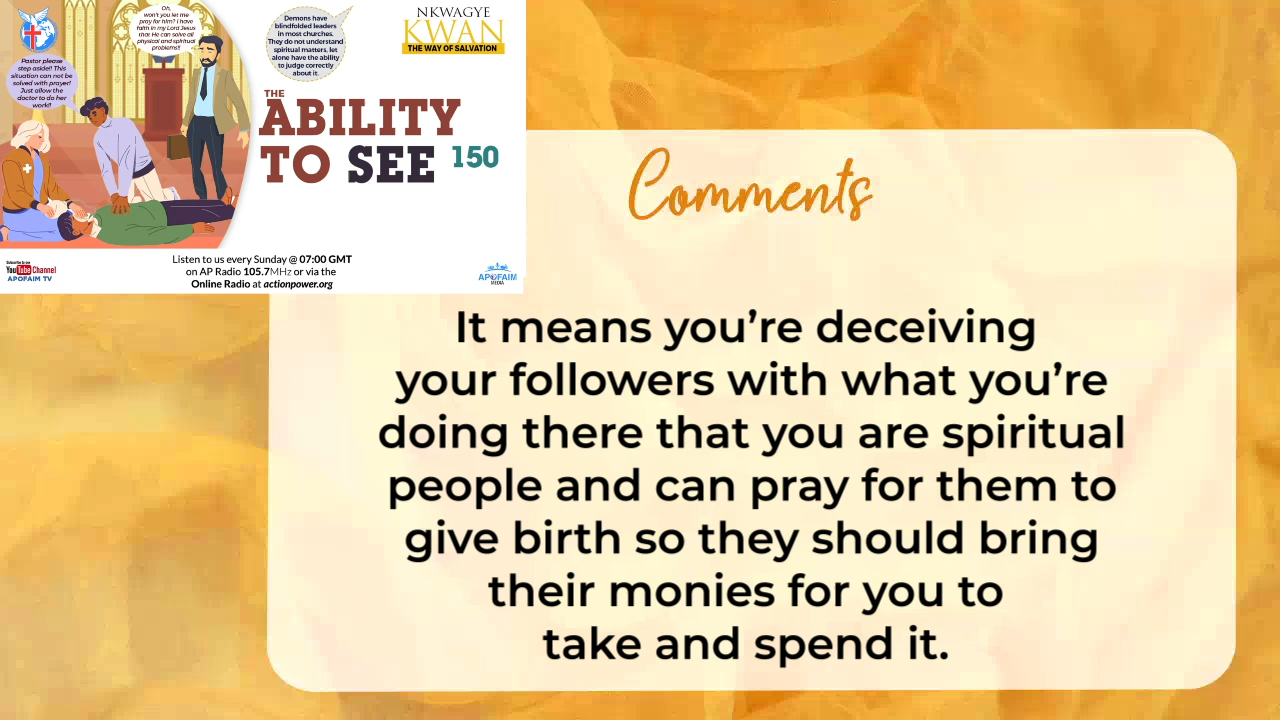 Oh,
won't you let me
pray for him? I have
faith in my Lord Jesus
that He can solve all
physical and spiritual
problems!!
Pastor please
step aside!! This
situation can not be
solved with prayer!
Just allow the
doctor to do her
work!!
Demons have
blindfolded leaders
in most churches.
They do not understand
spiritual matters, let
alone have the ability
to judge correctly
about it.
NKWAGYE
KWAN
THE WAY OF SALVATION
THE
ABILITY
TO SEE 150
Listen to us every Sunday @ 07:00 GMT
on AP Radio 105.7MHz or via the
Online Radio at actionpower.org
Subscribe to our
YouTube Channel
APOFAIM TV
APOFAIM
MEDIA
Comments
It means you're deceiving
your followers with what you're
doing there that you are spiritual
people and can pray for them to
give birth so they should bring
their monies for you to
take and spend it.